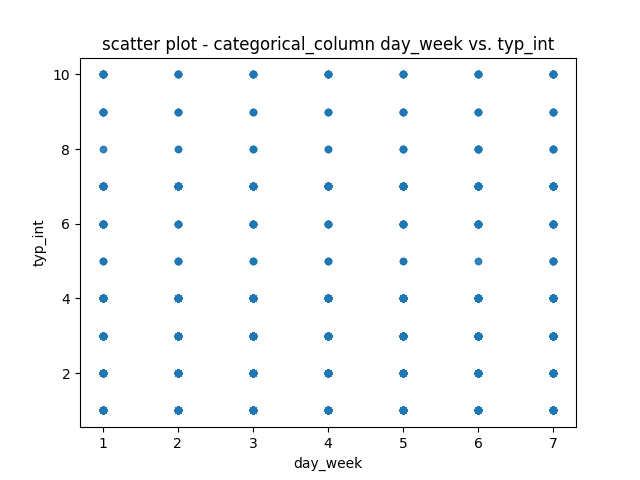 scatter plot - categorical_column day_week vs. typ_int
10
8
6
4
2
typ_int
1 2 3 4 5 6 7
day_week